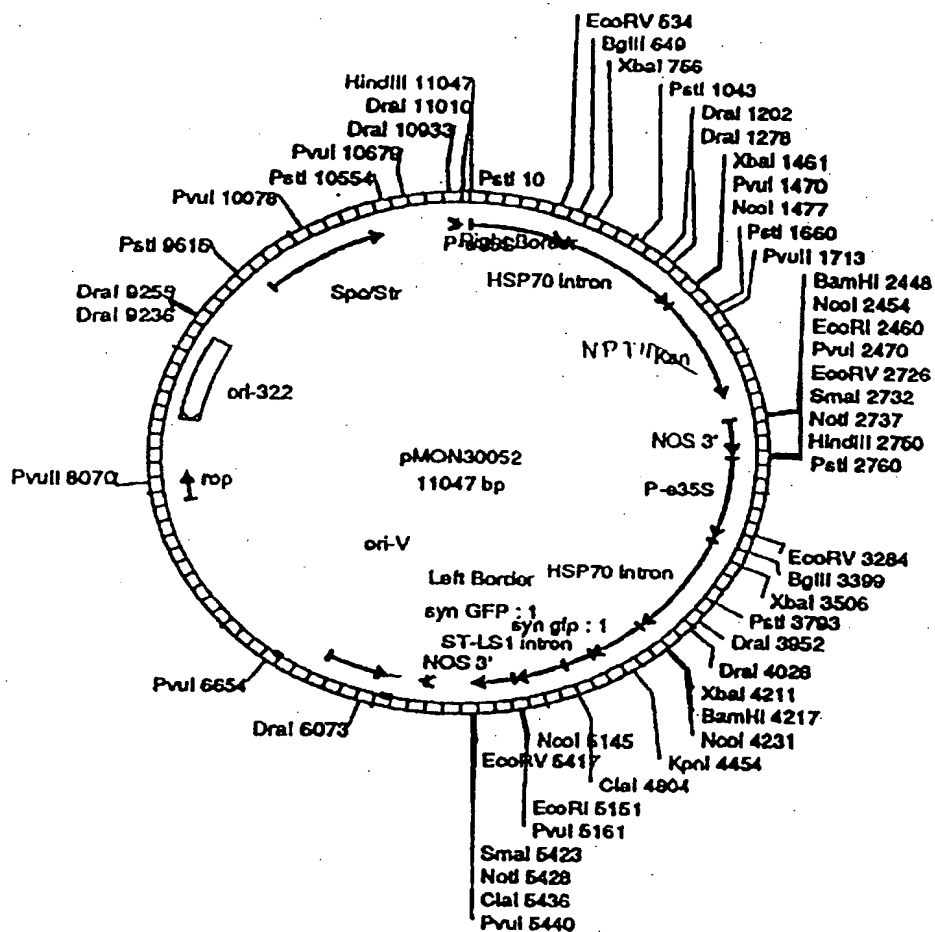 EcoRV 534
BglII 649
XbaI 756
PstI 1043
DraI 1202
DraI 1278
XbaI 1461
PvuI 1470
NcoI 1477
PstI 1660
PvuII 1713
BamHI 2448
NcoI 2454
EcoRI 2460
PvuI 2470
EcoRV 2726
SmaI 2732
NotI 2737
HindIII 2750
PstI 2760
HindIII 11047
DraI 11010
DraI 10933
PvuI 10679
PstI 10554
PvuI 10078
PstI 9615
DraI 9255
DraI 9236
PvuII 8070
PstI 10
Right Border
HSP70 Intron
Spc/Str
Kan
ori-322
NOS 3'
pMON30052
11047 bp
P-e35S
rop
ori-V
HSP70 Intron
Left Border
syn GFP : 1
syn gfp : 1
ST-LS1 intron
NOS 3'
EcoRV 3284
BglII 3399
XbaI 3506
PstI 3793
DraI 3952
DraI 4028
XbaI 4211
BamHI 4217
NcoI 4231
KpnI 4454
ClaI 4804
NcoI 5145
EcoRV 5417
EcoRI 5151
PvuI 5161
SmaI 5423
NotI 5428
ClaI 5436
PvuI 5440
PvuI 6654
DraI 6073